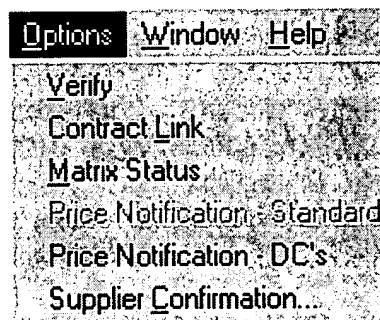 Options Window Help
Verify
Contract Link
Matrix Status
Price Notification - Standard
Price Notification - DC's
Supplier Confirmation...